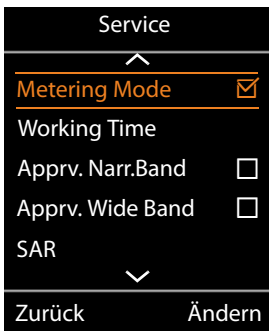 Service
Metering Mode
Working Time
Apprv. Narr.Band
Apprv. Wide Band
SAR
Zurück Ändern